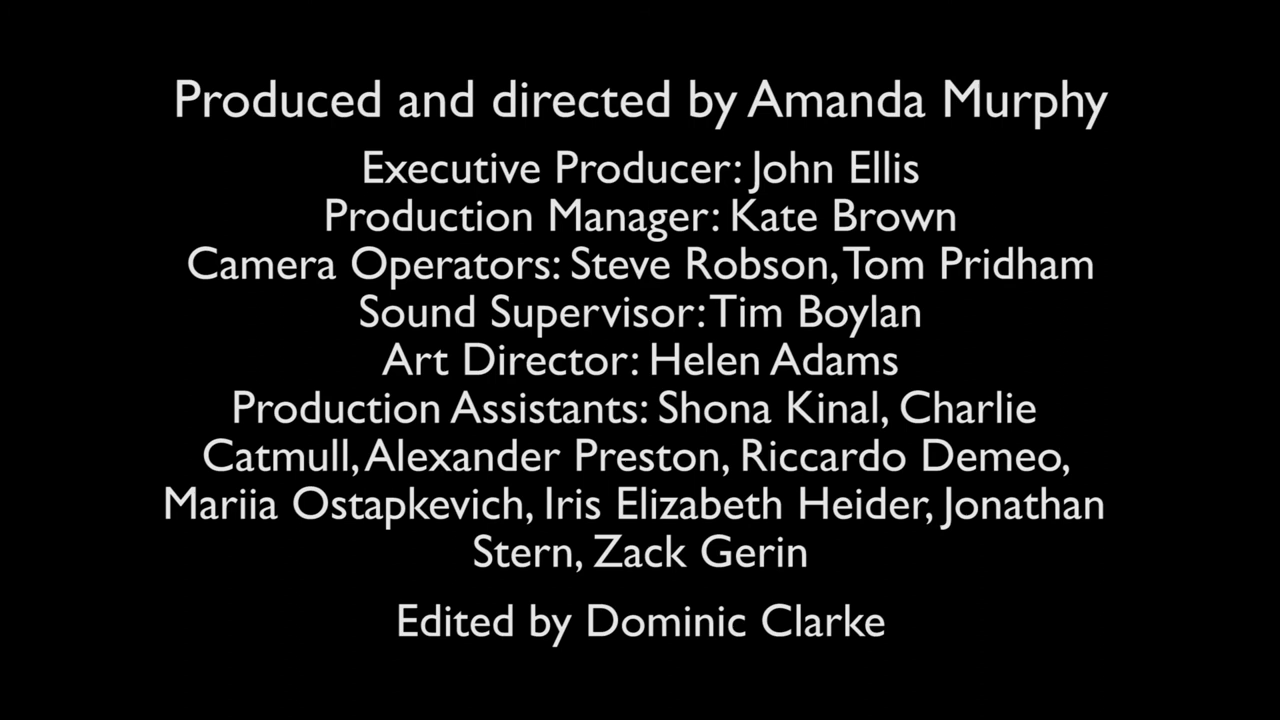 Produced and directed by Amanda Murphy
Executive Producer: John Ellis
Production Manager: Kate Brown
Camera Operators: Steve Robson, Tom Pridham
Sound Supervisor: Tim Boylan
Art Director: Helen Adams
Production Assistants: Shona Kinal, Charlie
Catmull, Alexander Preston, Riccardo Demeo,
Mariia Ostapkevich, Iris Elizabeth Heider, Jonathan
Stern, Zack Gerin
Edited by Dominic Clarke